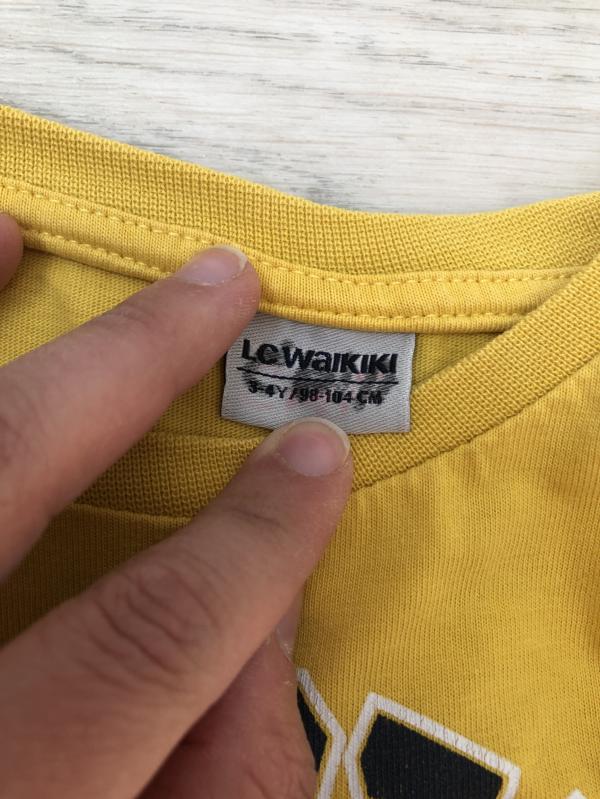 LC WAIKIKI
3-4Y / 98-104 CM